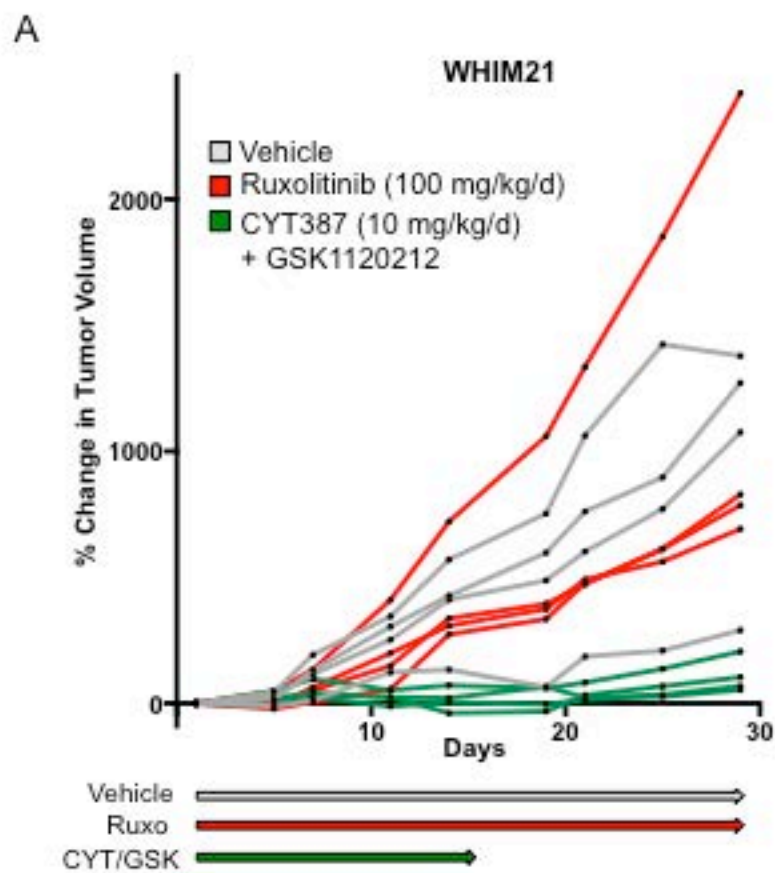 A
WHIM21
Vehicle
Ruxolitinib (100 mg/kg/d)
CYT387 (10 mg/kg/d)
+ GSK1120212
% Change in Tumor Volume
2000
1000
0
10
20
30
Days
Vehicle
Ruxo
CYT/GSK